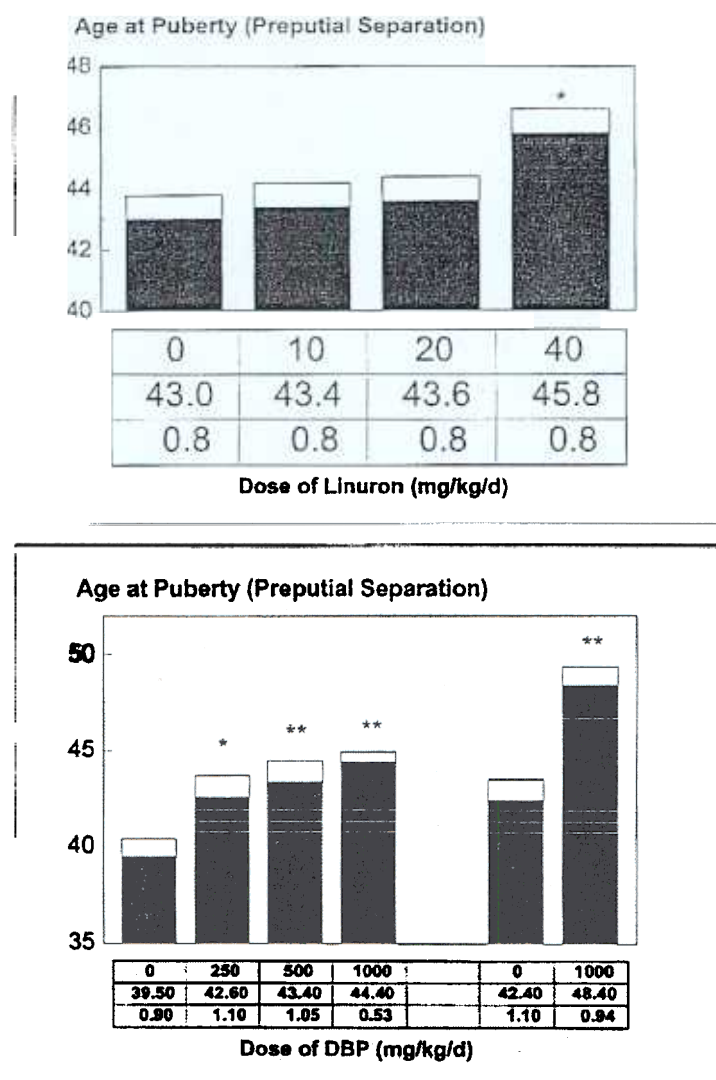 Age at Puberty (Preputial Separation)
48
*
46
44
42
40
0 10 20 40
43.0 43.4 43.6 45.8
0.8 0.8 0.8 0.8
Dose of Linuron (mg/kg/d)
Age at Puberty (Preputial Separation)
50
**
45
* ** **
40
35
0 250 500 1000 0 1000
39.50 42.60 43.40 44.40 42.40 48.40
0.90 1.10 1.05 0.53 1.10 0.94
Dose of DBP (mg/kg/d)